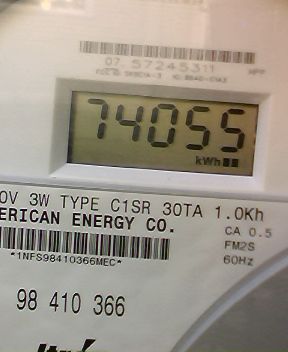 07. 57245311
74055
kWh
0V 3W TYPE C1SR 30TA 1.0Kh
ERICAN ENERGY CO.
CA 0.5
FM2S
*1NFS98410366MEC*
60Hz
98 410 366